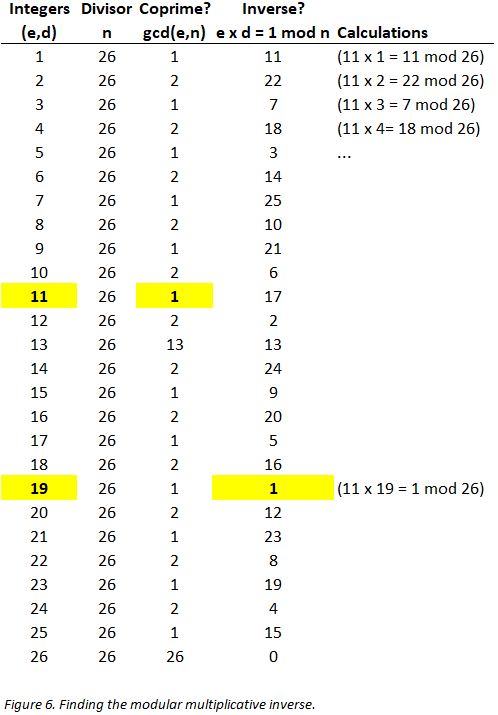 Integers Divisor Coprime? Inverse?
(e,d) n gcd(e,n) e x d = 1 mod n Calculations
1 26 1 11 (11 x 1 = 11 mod 26)
2 26 2 22 (11 x 2 = 22 mod 26)
3 26 1 7 (11 x 3 = 7 mod 26)
4 26 2 18 (11 x 4= 18 mod 26)
5 26 1 3 ...
6 26 2 14
7 26 1 25
8 26 2 10
9 26 1 21
10 26 2 6
11 26 1 17
12 26 2 2
13 26 13 13
14 26 2 24
15 26 1 9
16 26 2 20
17 26 1 5
18 26 2 16
19 26 1 1 (11 x 19 = 1 mod 26)
20 26 2 12
21 26 1 23
22 26 2 8
23 26 1 19
24 26 2 4
25 26 1 15
26 26 26 0
Figure 6. Finding the modular multiplicative inverse.